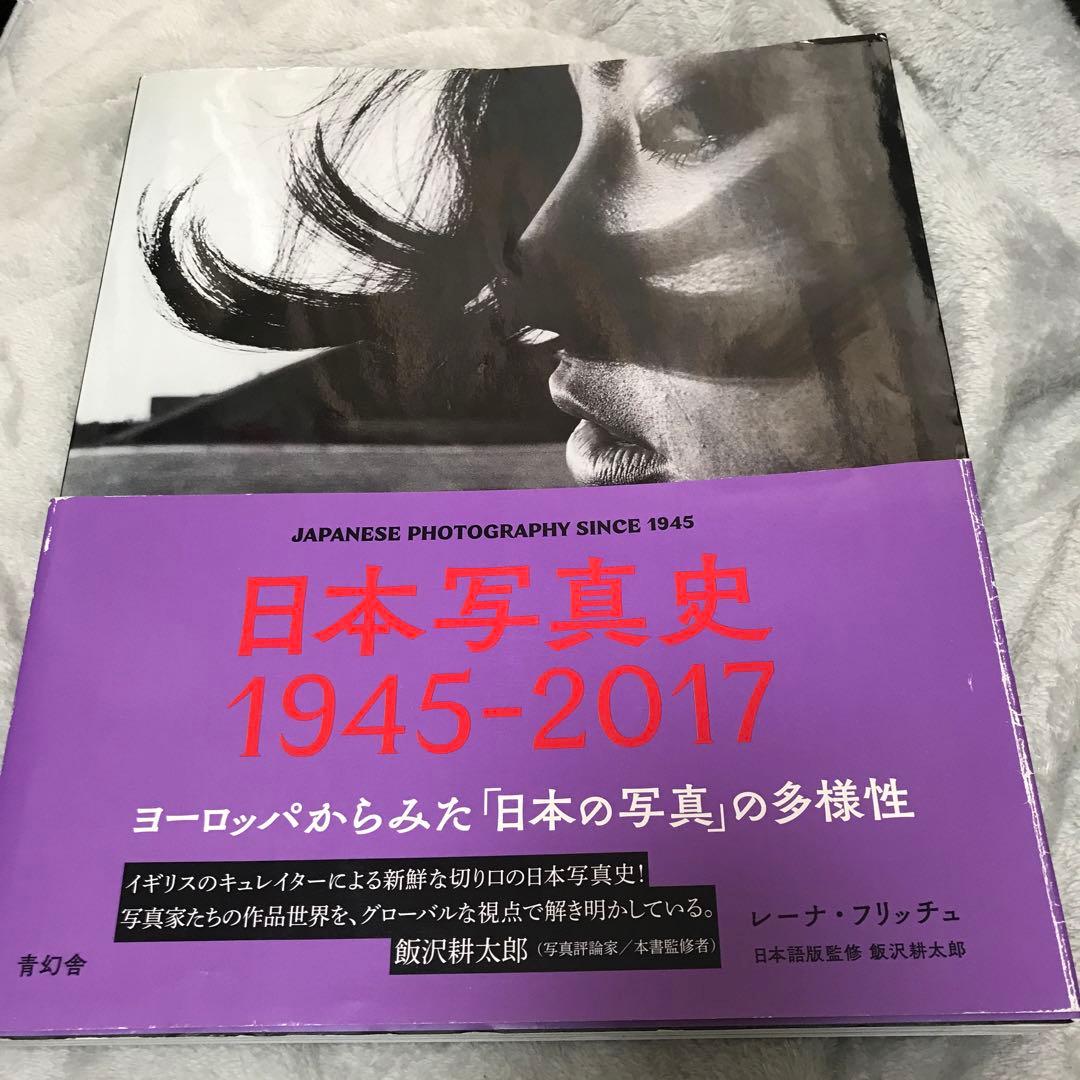 JAPANESE PHOTOGRAPHY SINCE 1945
日本写真史
1945-2017
ヨーロッパからみた「日本の写真」の多様性
イギリスのキュレイターによる新鮮な切り口の日本写真史!
写真家たちの作品世界を、グローバルな視点で解き明かしている。
飯沢耕太郎(写真評論家/本書監修者)
レーナ・フリッチュ
日本語版監修 飯沢耕太郎
青幻舎